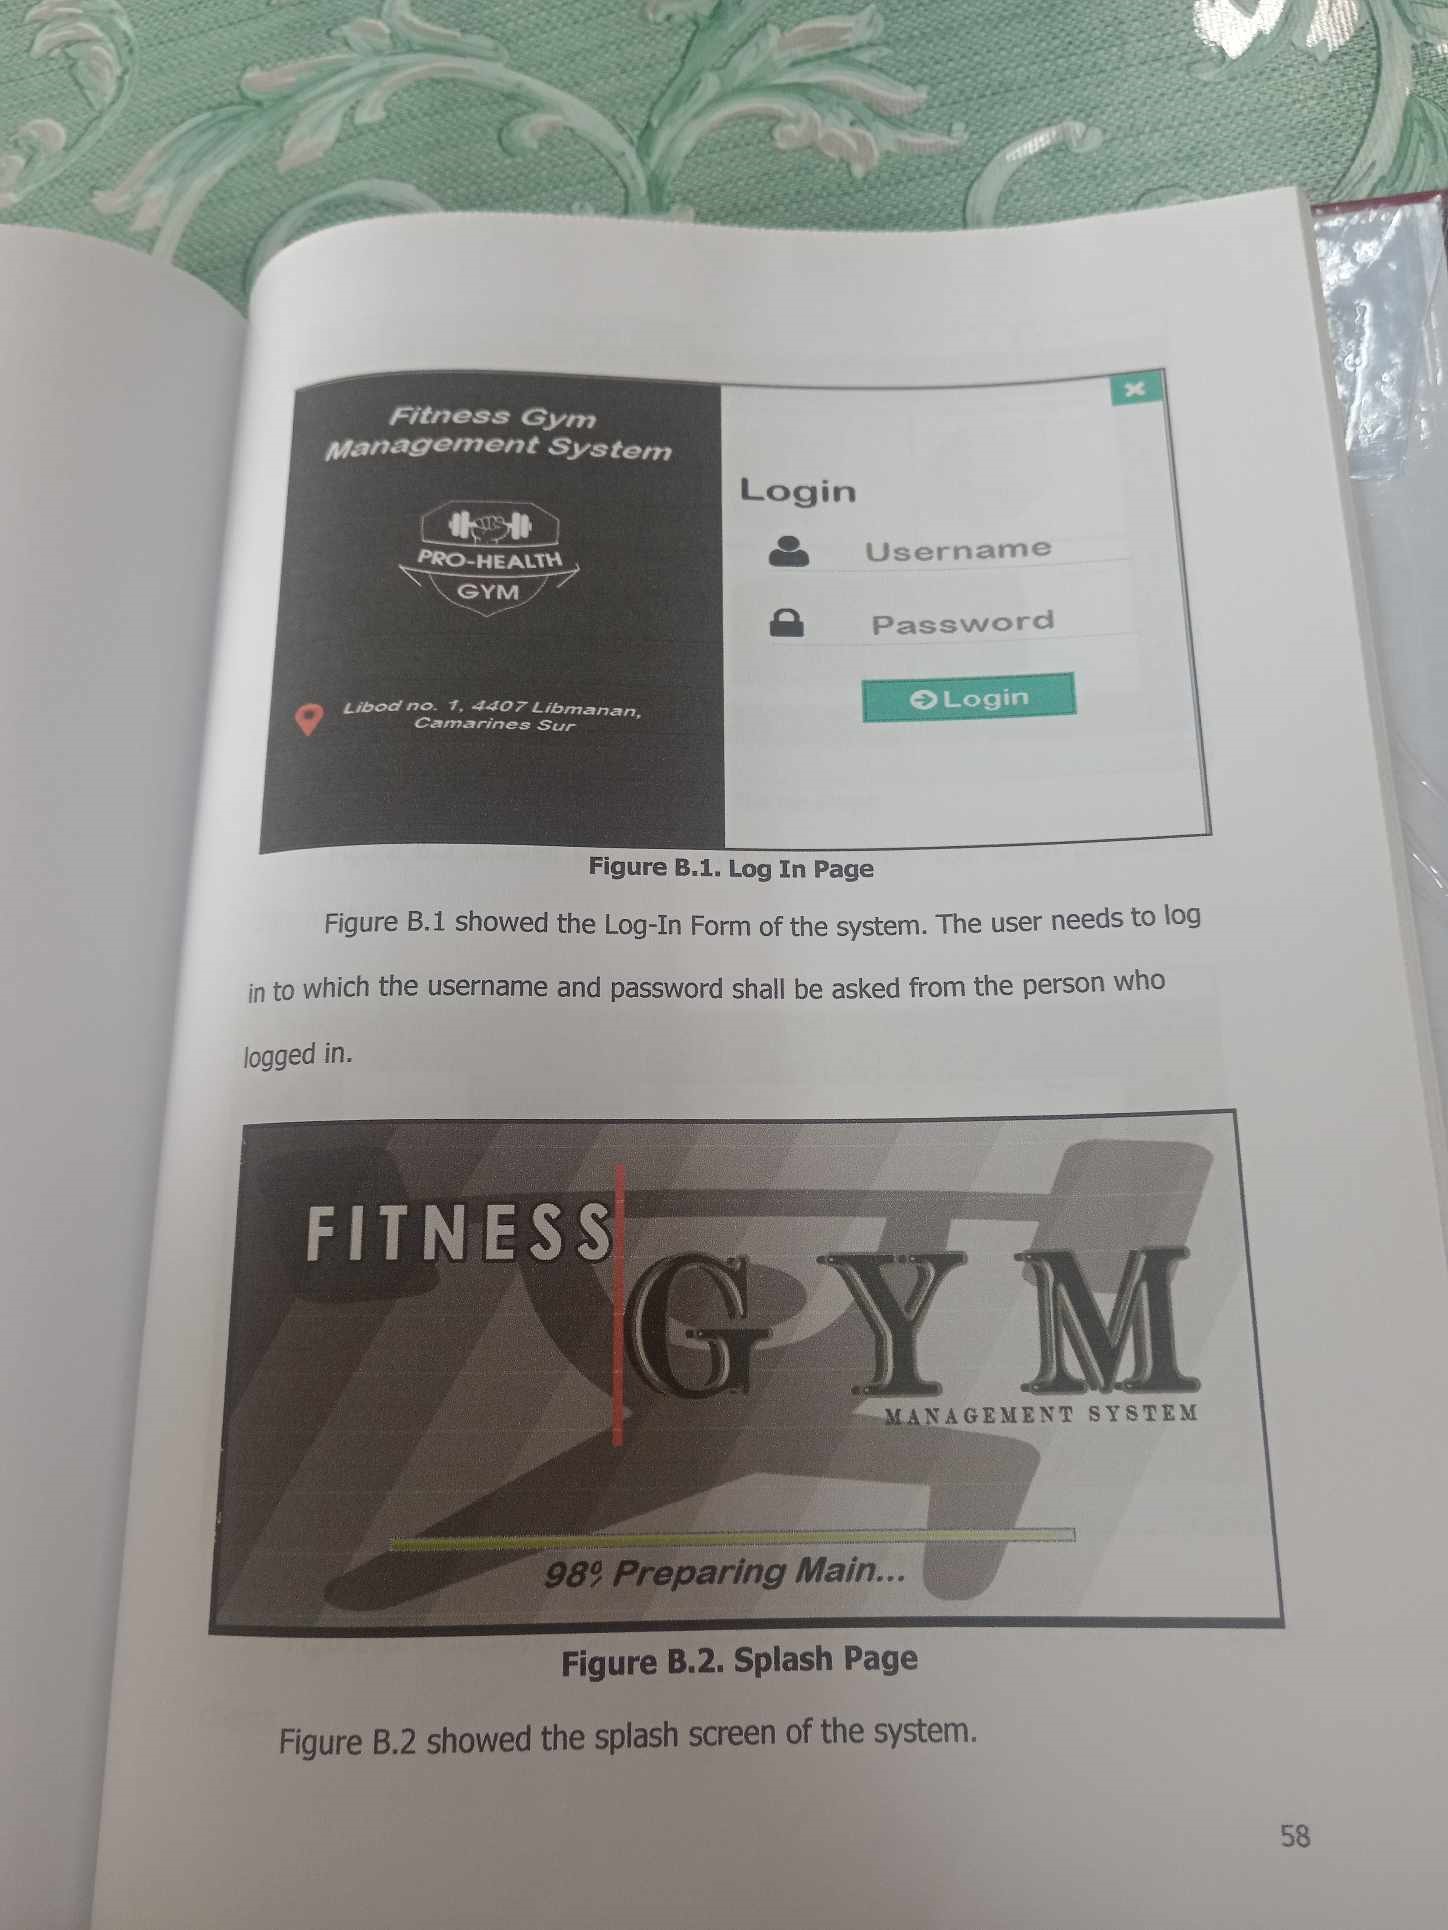 Fitness Gym
Management System
PRO-HEALTH
GYM
Libod no. 1, 4407 Libmanan,
Camarines Sur
Login
Username
Password
Login
Figure B.1. Log In Page
Figure B.1 showed the Log-In Form of the system. The user needs to log
in to which the username and password shall be asked from the person who
logged in.
FITNESS
GYM
MANAGEMENT SYSTEM
98% Preparing Main...
Figure B.2. Splash Page
Figure B.2 showed the splash screen of the system.
58